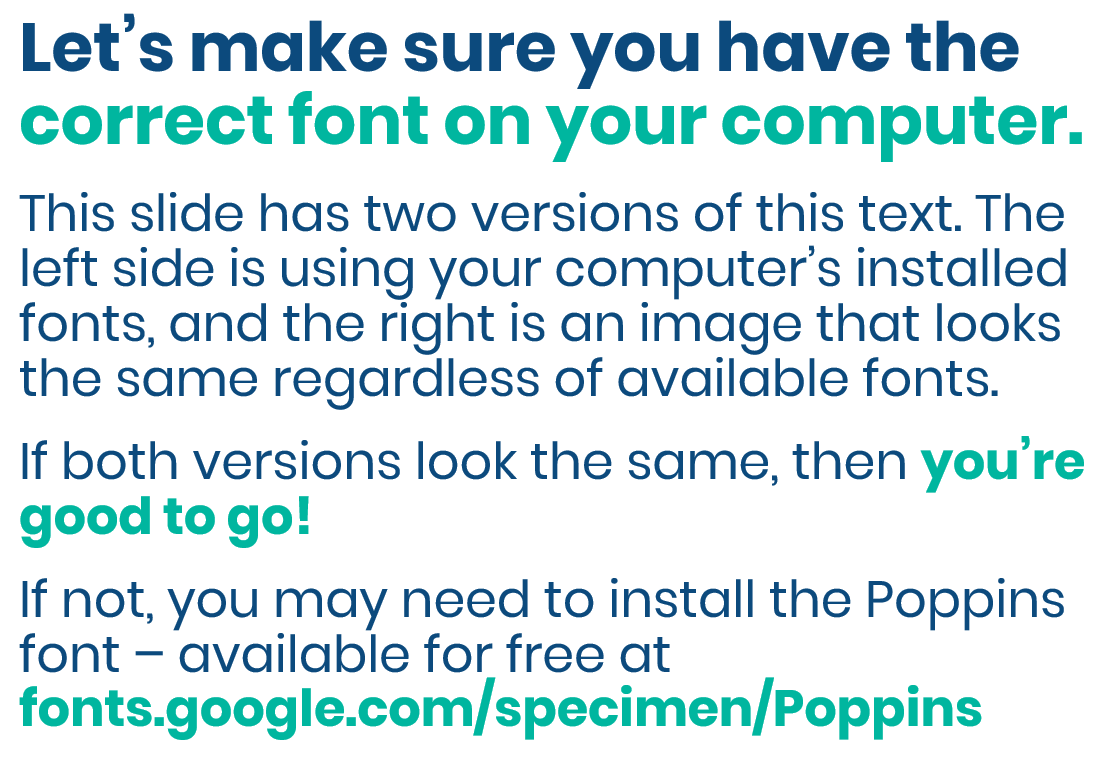 Let’s make sure you have the
correct font on your computer.
This slide has two versions of this text. The
left side is using your computer’s installed
fonts, and the right is an image that looks
the same regardless of available fonts.
If both versions look the same, then you’re
good to go!
If not, you may need to install the Poppins
font – available for free at
fonts.google.com/specimen/Poppins